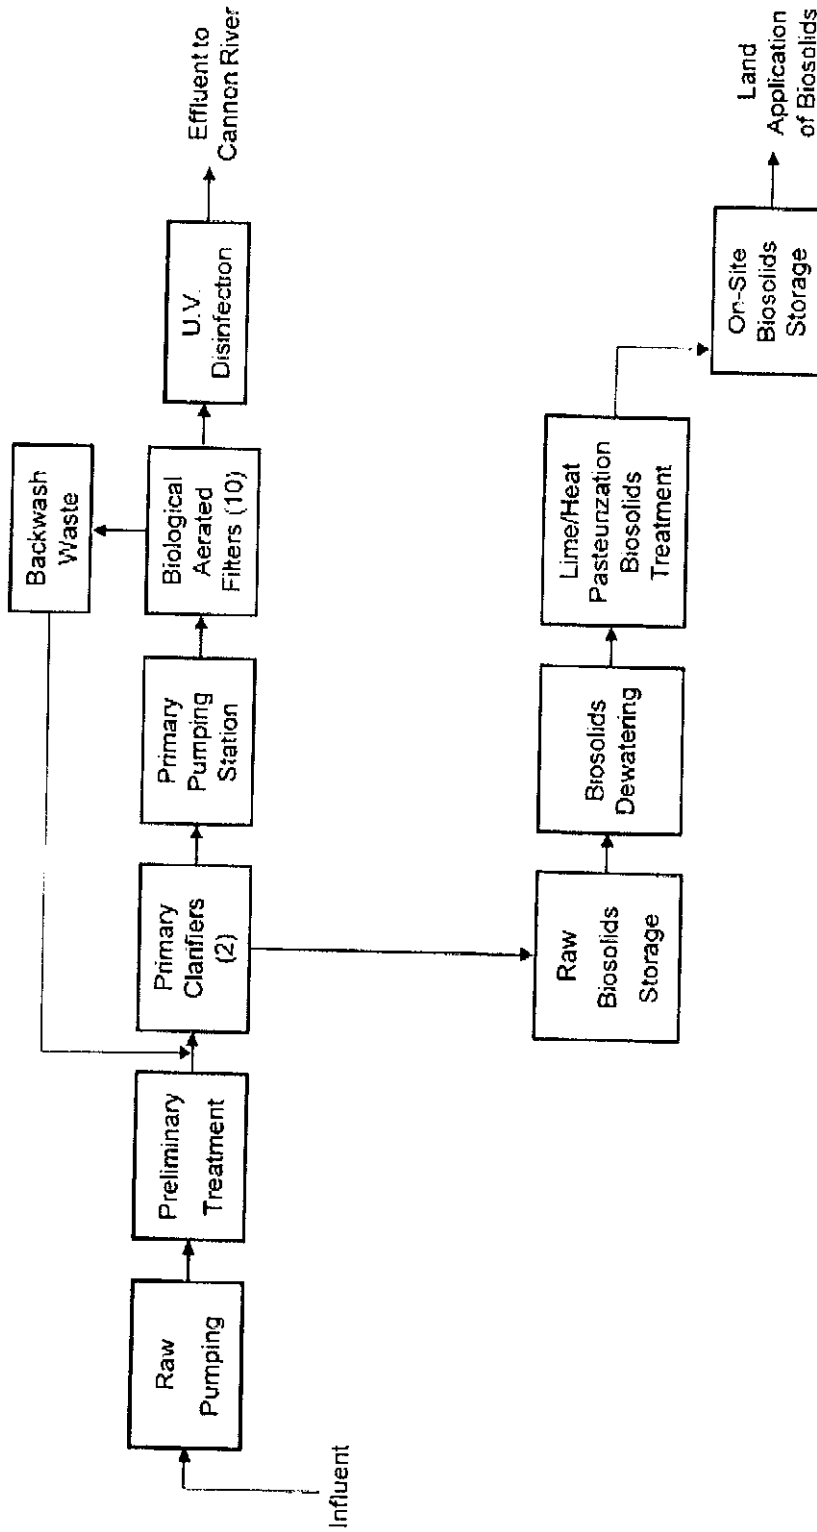 Influent
Raw
Pumping
Preliminary
Treatment
Primary
Clarifiers
(2)
Primary
Pumping
Station
Biological
Aerated
Filters (10)
Backwash
Waste
U.V.
Disinfection
Effluent to
Cannon River
Raw
Biosolids
Storage
Biosolids
Dewatering
Lime/Heat
Pasteurization
Biosolids
Treatment
On-Site
Biosolids
Storage
Land
Application
of Biosolids